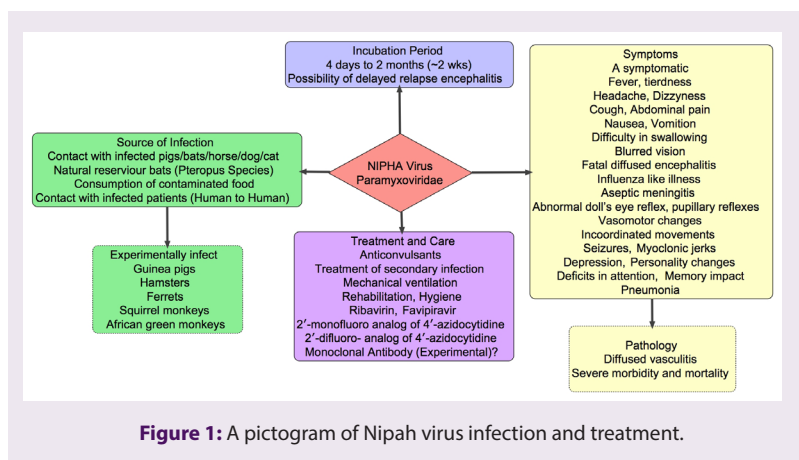 Incubation Period
4 days to 2 months (~2 wks)
Possibility of delayed relapse encephalitis
Symptoms
A symptomatic
Fever, tierdness
Headache, Dizzyness
Cough, Abdominal pain
Nausea, Vomition
Difficulty in swallowing
Blurred vision
Fatal diffused encephalitis
Influenza like illness
Aseptic meningitis
Abnormal doll's eye reflex, pupillary reflexes
Vasomotor changes
Incoordinated movements
Seizures, Myoclonic jerks
Depression, Personality changes
Deficits in attention, Memory impact
Pneumonia
Source of Infection
Contact with infected pigs/bats/horse/dog/cat
Natural reserviour bats (Pteropus Species)
Consumption of contaminated food
Contact with infected patients (Human to Human)
NIPHA Virus
Paramyxoviridae
Experimentally infect
Guinea pigs
Hamsters
Ferrets
Squirrel monkeys
African green monkeys
Treatment and Care
Anticonvulsants
Treatment of secondary infection
Mechanical ventilation
Rehabilitation, Hygiene
Ribavirin, Favipiravir
2′-monofluoro analog of 4′-azidocytidine
2′-difluoro- analog of 4′-azidocytidine
Monoclonal Antibody (Experimental)?
Pathology
Diffused vasculitis
Severe morbidity and mortality
Figure 1: A pictogram of Nipah virus infection and treatment.